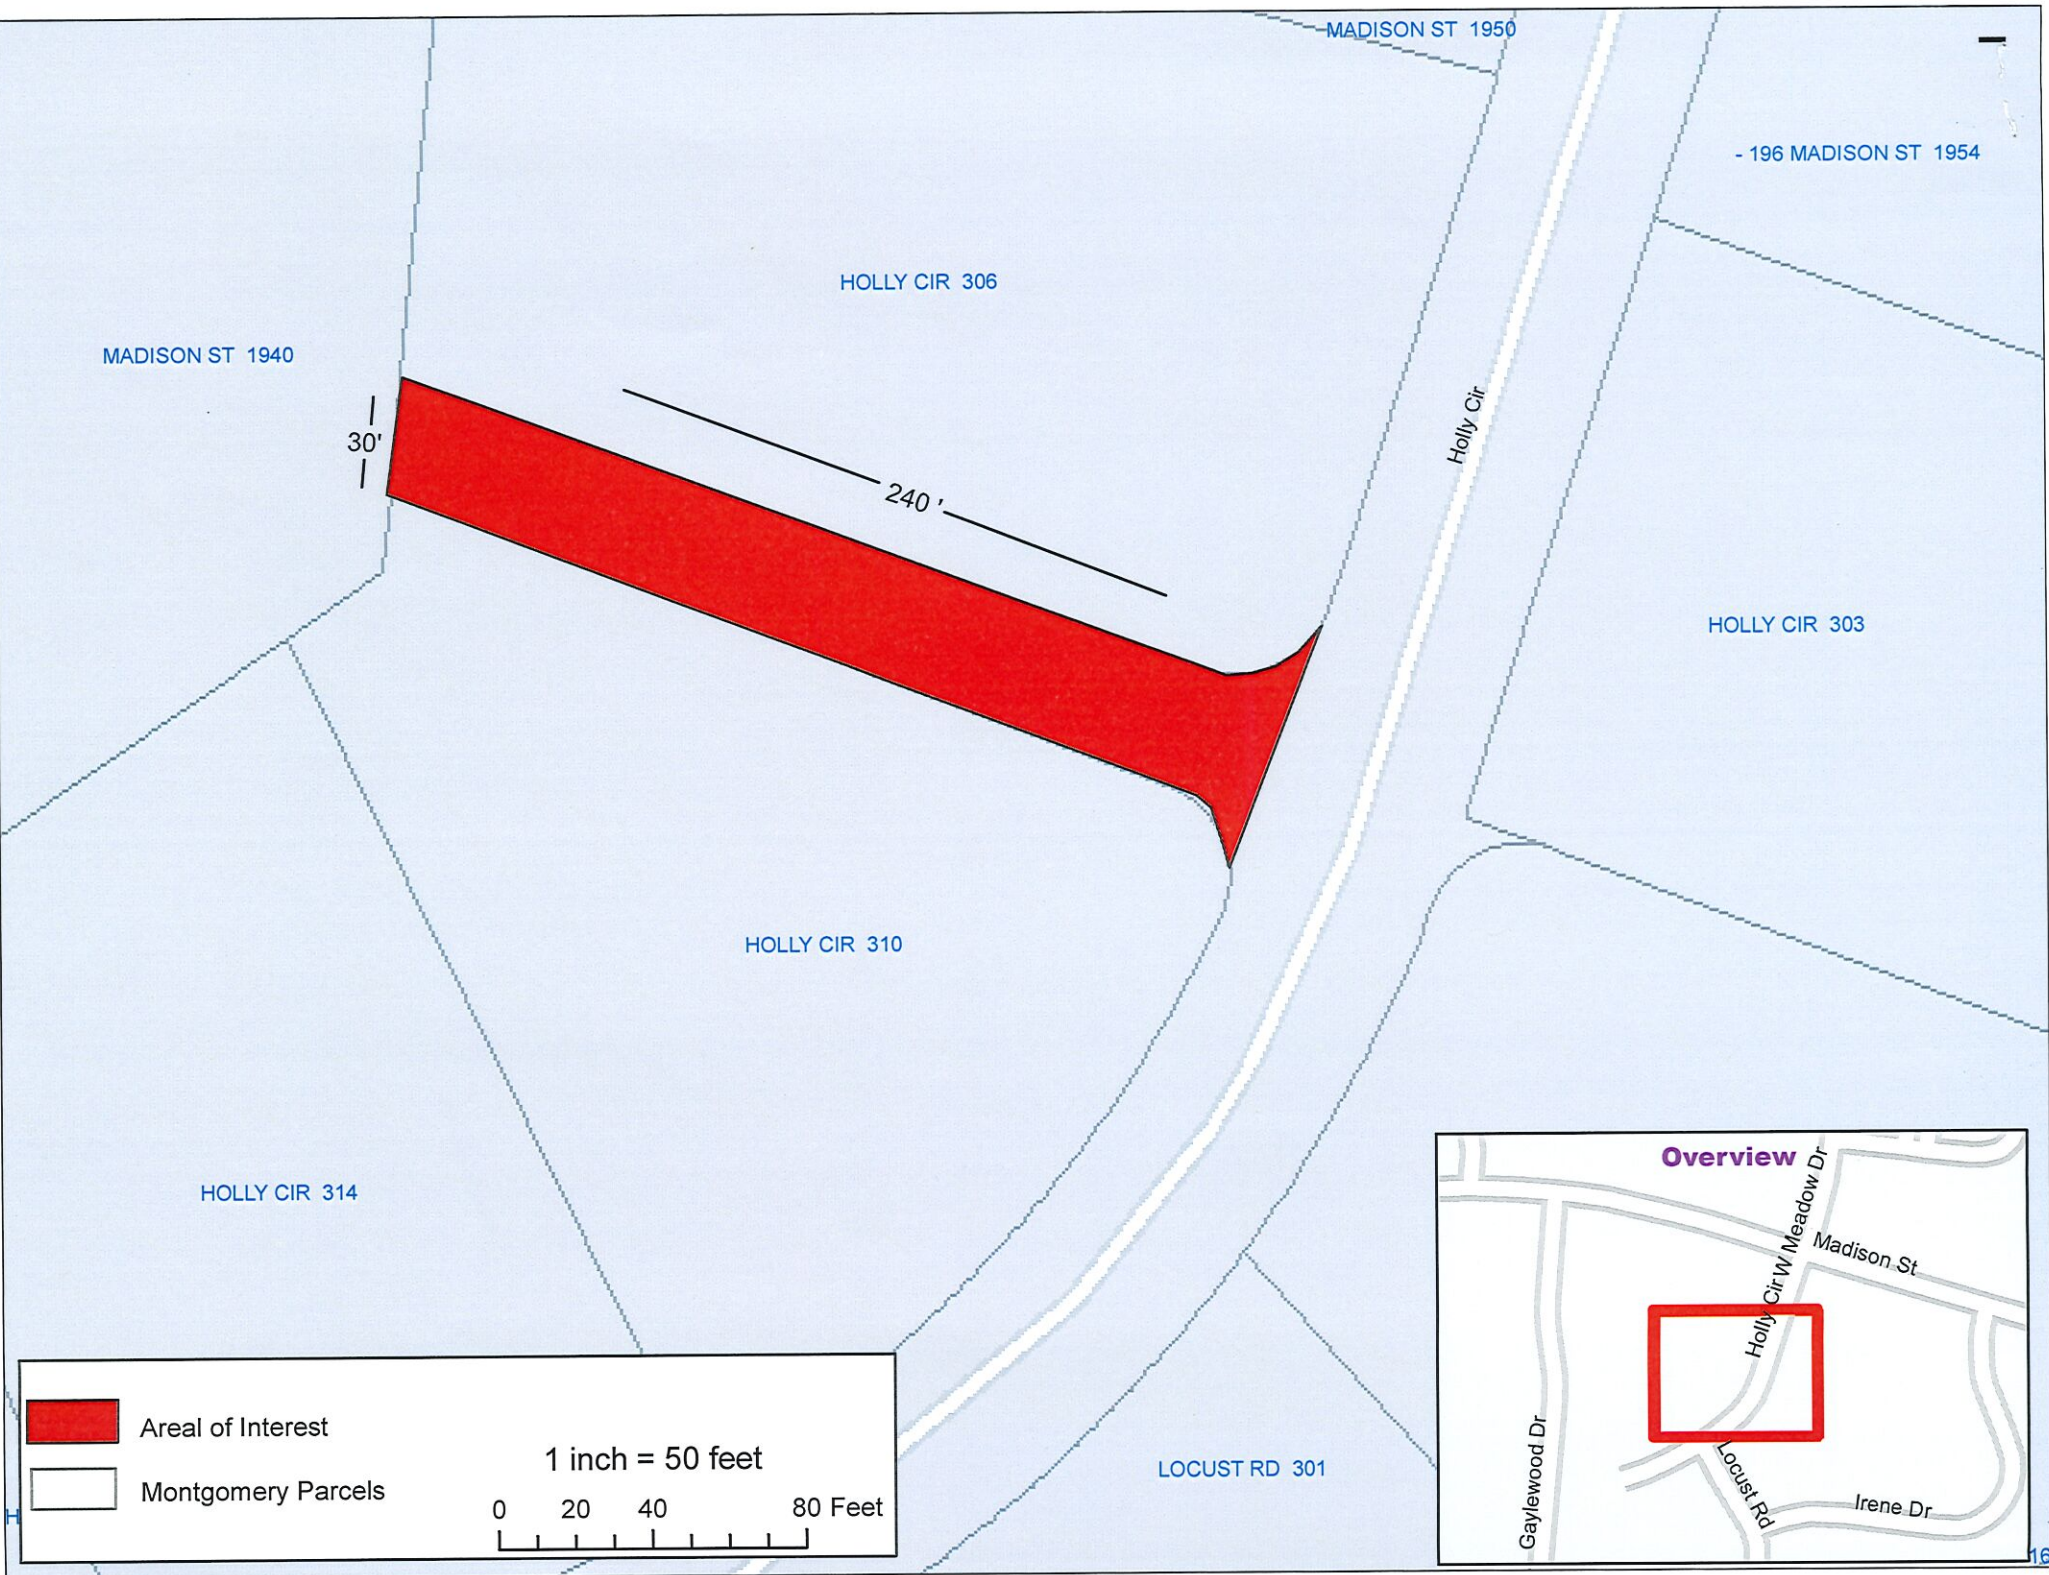 MADISON ST 1950
- 196 MADISON ST 1954
HOLLY CIR 306
MADISON ST 1940
30'
240 '
Holly Cir
HOLLY CIR 303
HOLLY CIR 310
HOLLY CIR 314
LOCUST RD 301
H
16
Areal of Interest
Montgomery Parcels
1 inch = 50 feet
0 20 40 80 Feet
Overview
W Meadow Dr
Madison St
Holly Cir
Gaylewood Dr
Locust Rd
Irene Dr